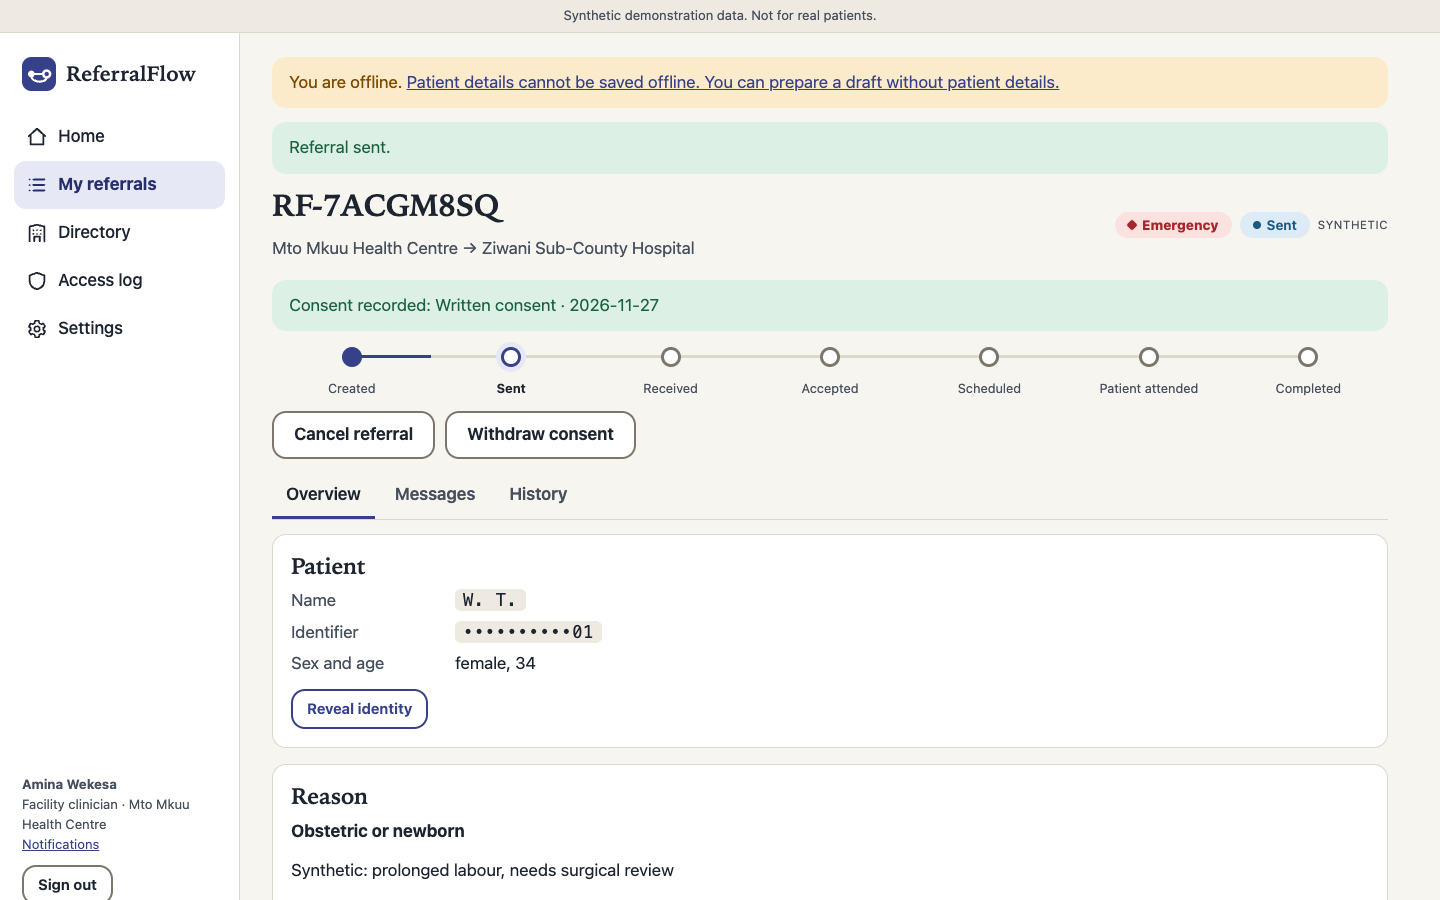 Synthetic demonstration data. Not for real patients.
ReferralFlow
Home
My referrals
Directory
Access log
Settings
Amina Wekesa
Facility clinician · Mto Mkuu
Health Centre
Notifications
Sign out
You are offline. Patient details cannot be saved offline. You can prepare a draft without patient details.
Referral sent.
RF-7ACGM8SQ
Mto Mkuu Health Centre → Ziwani Sub-County Hospital
Emergency
Sent
SYNTHETIC
Consent recorded: Written consent · 2026-11-27
Created
Sent
Received
Accepted
Scheduled
Patient attended
Completed
Cancel referral
Withdraw consent
Overview
Messages
History
Patient
Name W. T.
Identifier ••••••••••01
Sex and age female, 34
Reveal identity
Reason
Obstetric or newborn
Synthetic: prolonged labour, needs surgical review